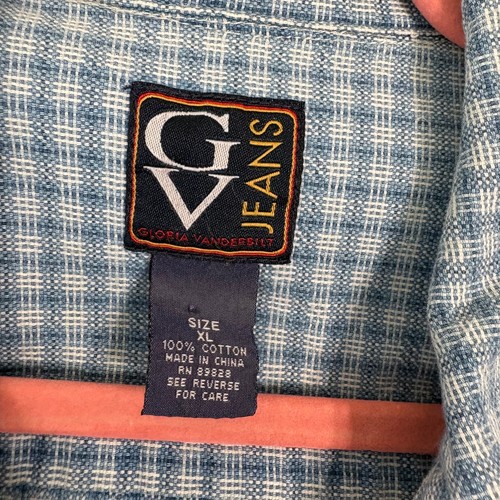 GV
JEANS
GLORIA VANDERBILT
SIZE
XL
100% COTTON
MADE IN CHINA
RN 89828
SEE REVERSE
FOR CARE